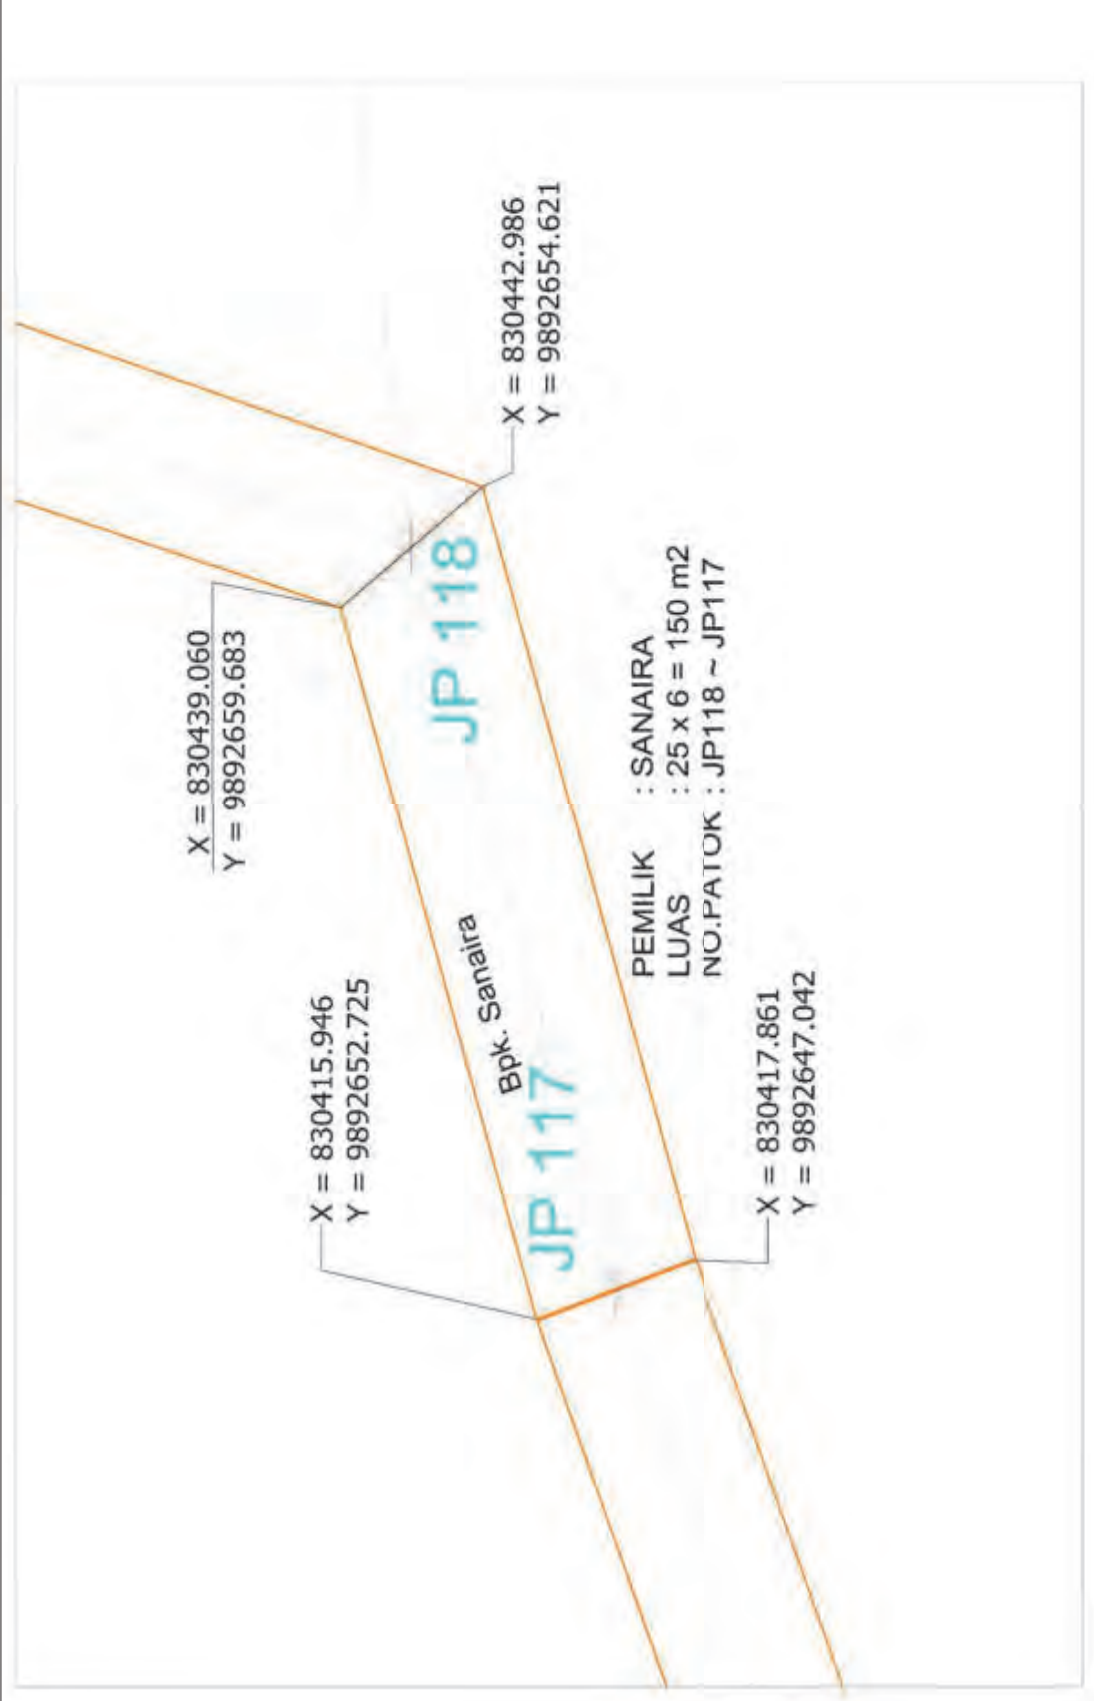 X = 830439.060
Y = 9892659.683
X = 830442.986
Y = 9892654.621
JP 118
X = 830415.946
Y = 9892652.725
Bpk. Sanaira
JP 117
PEMILIK : SANAIRA
LUAS : 25 x 6 = 150 m2
NO.PATOK : JP118 ~ JP117
X = 830417.861
Y = 9892647.042